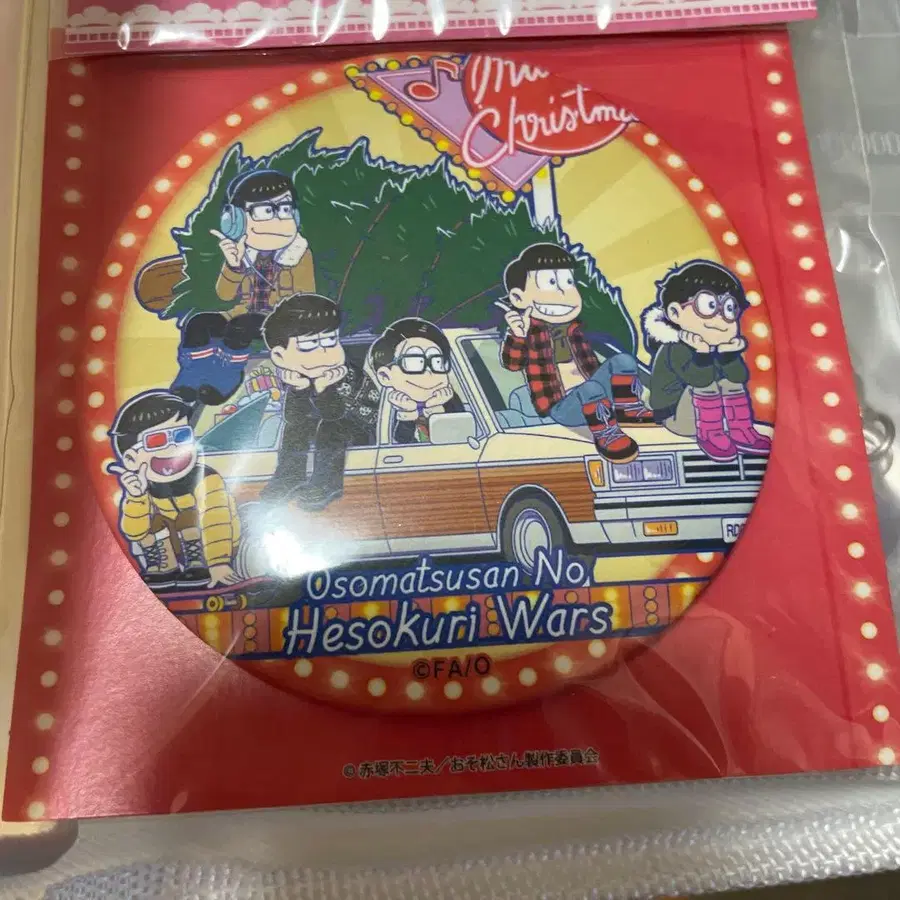 Christma
Osomatsusan No
Hesokuri Wars
©FA/O
© 赤塚不二夫/おそ松さん製作委員会